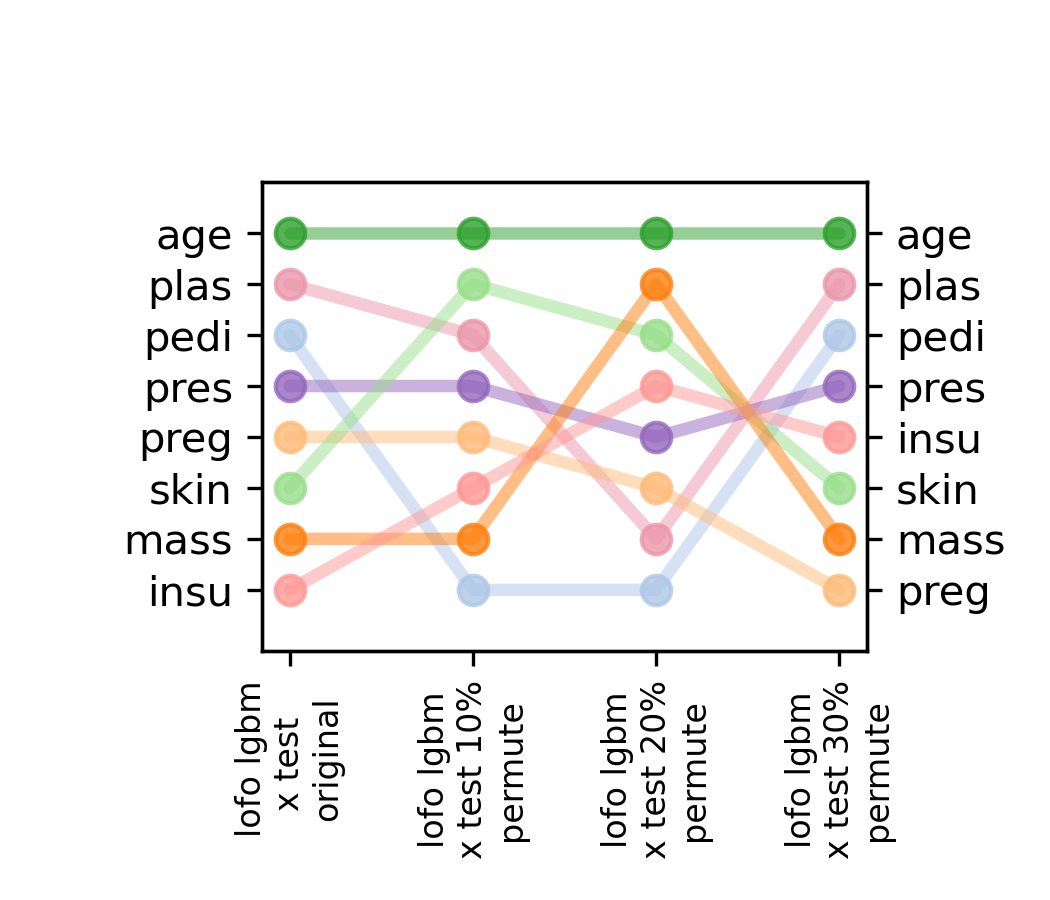 age
plas
pedi
pres
preg
skin
mass
insu
age
plas
pedi
pres
insu
skin
mass
preg
lofo lgbm
x test
original
lofo lgbm
x test 10%
permute
lofo lgbm
x test 20%
permute
lofo lgbm
x test 30%
permute